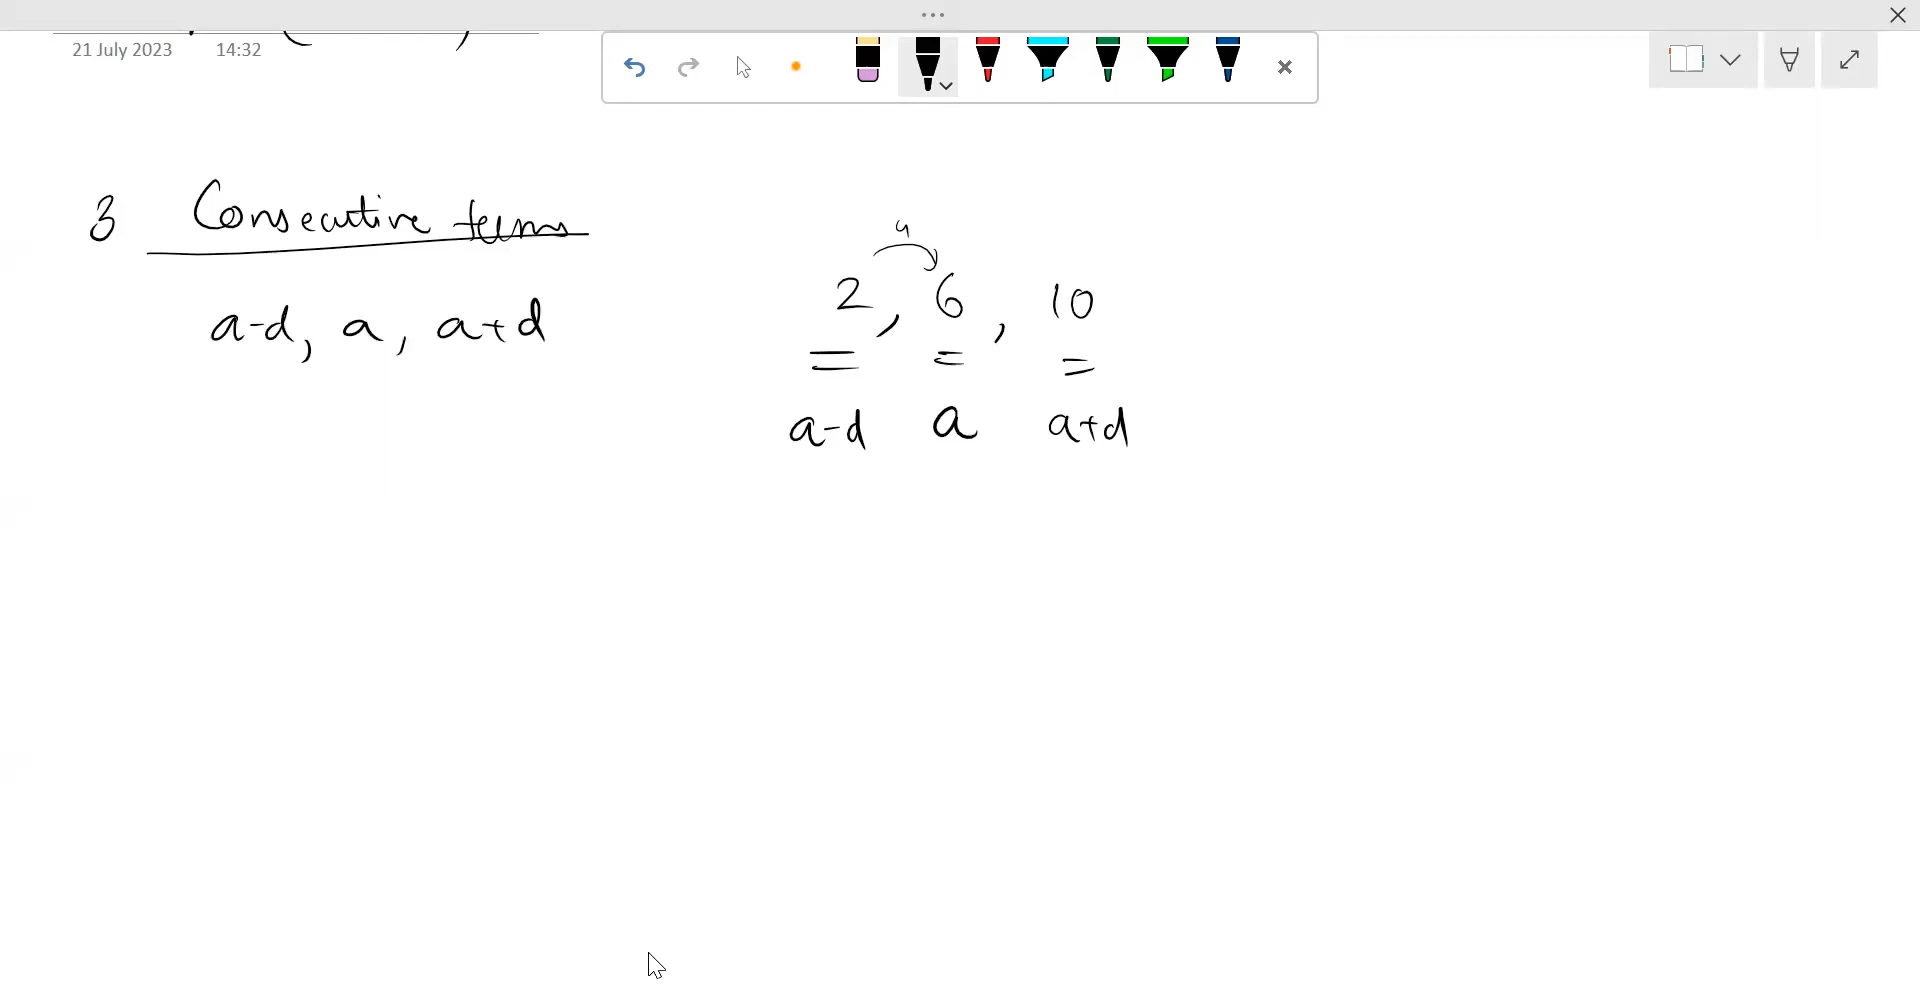 21 July 2023 14:32
3 Consecutive terms
a-d, a, a+d
4
2, 6, 10
= = =
a-d a a+d